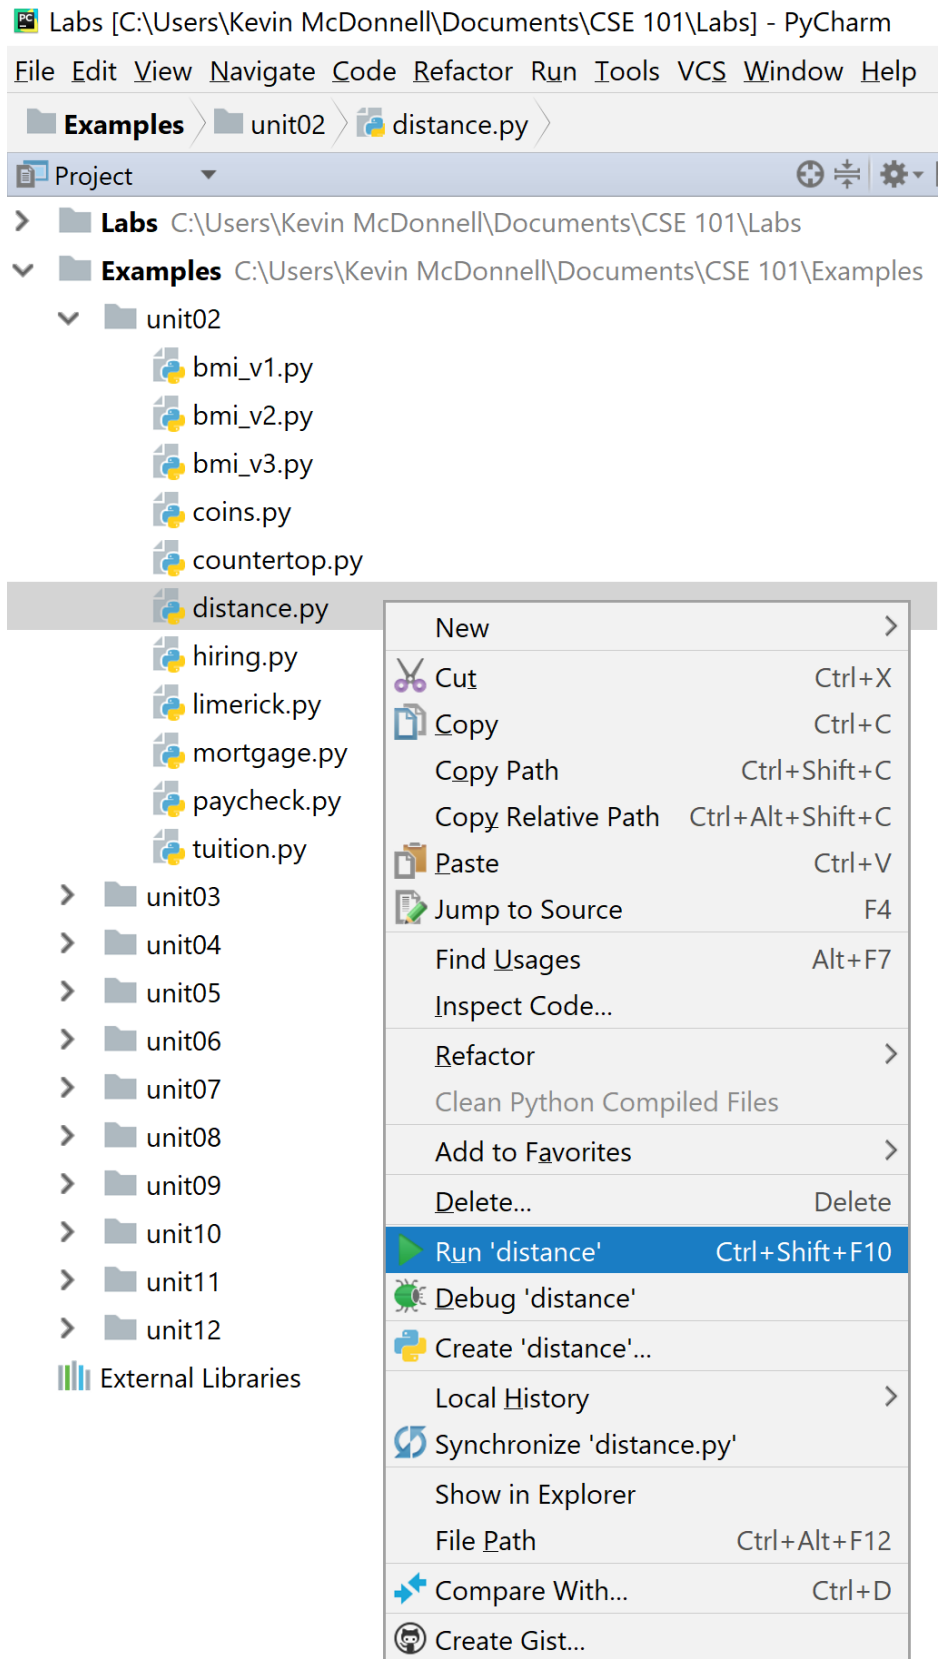 Labs [C:\Users\Kevin McDonnell\Documents\CSE 101\Labs] - PyCharm
File Edit View Navigate Code Refactor Run Tools VCS Window Help
Examples unit02 distance.py
Project
Labs C:\Users\Kevin McDonnell\Documents\CSE 101\Labs
Examples C:\Users\Kevin McDonnell\Documents\CSE 101\Examples
unit02
bmi_v1.py
bmi_v2.py
bmi_v3.py
coins.py
countertop.py
distance.py
hiring.py
limerick.py
mortgage.py
paycheck.py
tuition.py
unit03
unit04
unit05
unit06
unit07
unit08
unit09
unit10
unit11
unit12
External Libraries
New
Cut Ctrl+X
Copy Ctrl+C
Copy Path Ctrl+Shift+C
Copy Relative Path Ctrl+Alt+Shift+C
Paste Ctrl+V
Jump to Source F4
Find Usages Alt+F7
Inspect Code...
Refactor
Clean Python Compiled Files
Add to Favorites
Delete... Delete
Run 'distance' Ctrl+Shift+F10
Debug 'distance'
Create 'distance'...
Local History
Synchronize 'distance.py'
Show in Explorer
File Path Ctrl+Alt+F12
Compare With... Ctrl+D
Create Gist...